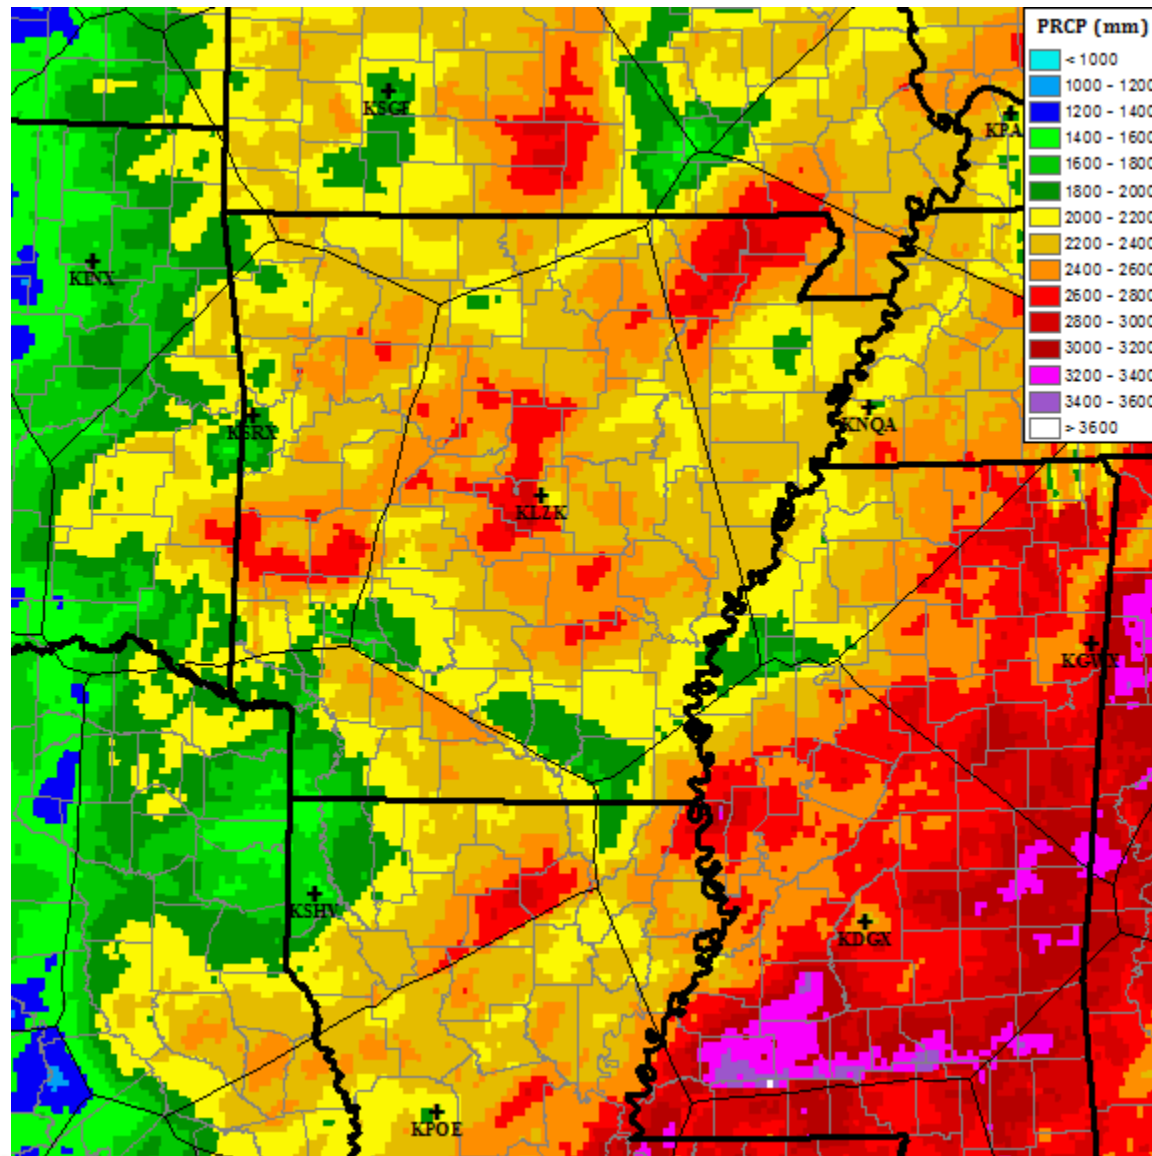 PRCP (mm)
< 1000
1000 - 1200
1200 - 1400
1400 - 1600
1600 - 1800
1800 - 2000
2000 - 2200
2200 - 2400
2400 - 2600
2600 - 2800
2800 - 3000
3000 - 3200
3200 - 3400
3400 - 3600
> 3600
KSGF
KPA
KINX
KSRX
KNQA
KLZK
KGWX
KSHV
KDGX
KPOE